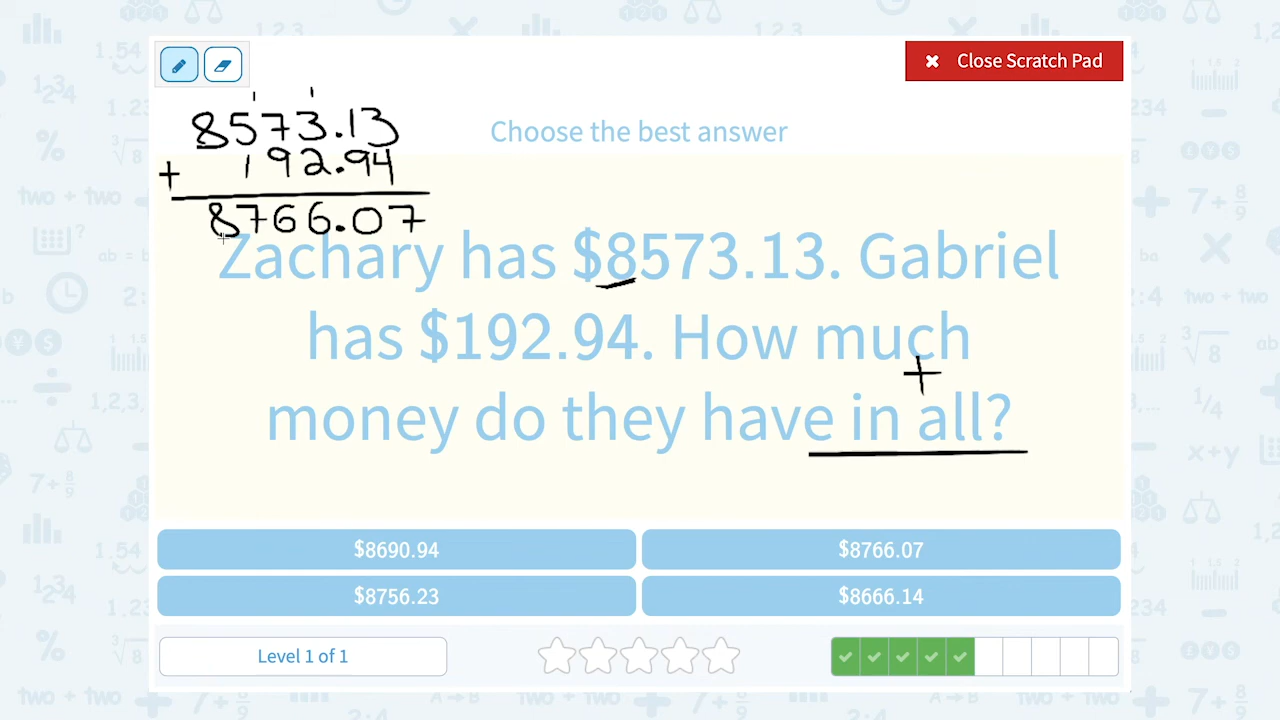 Close Scratch Pad
1 1
8573.13
+ 192.94
8766.07
Choose the best answer
Zachary has $8573.13. Gabriel
has $192.94. How much
+
money do they have in all?
$8690.94
$8766.07
$8756.23
$8666.14
Level 1 of 1